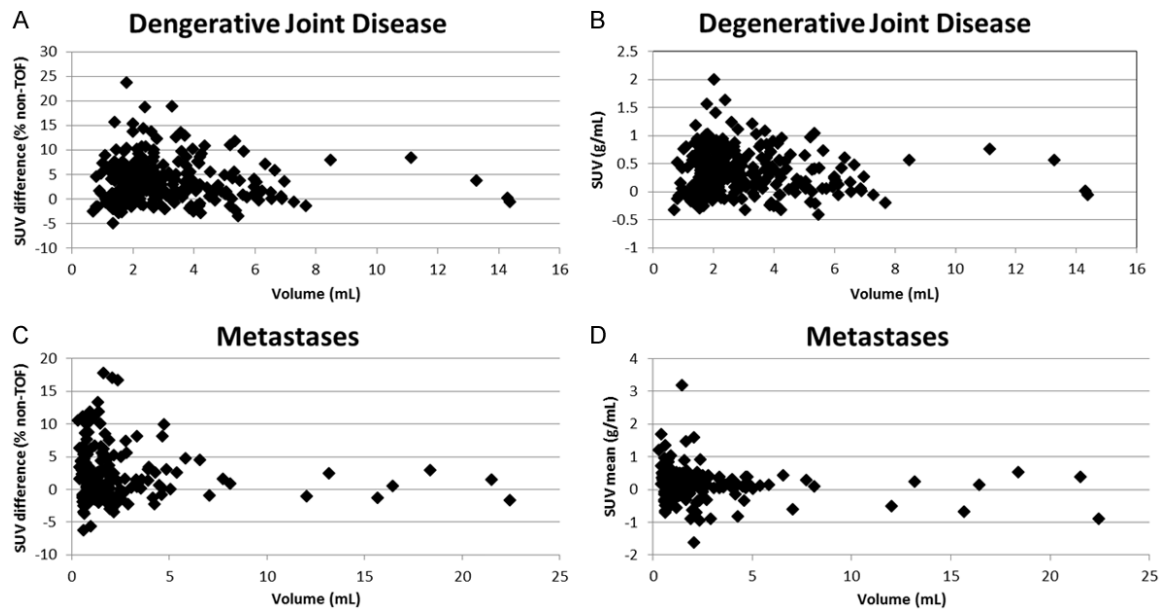 A
Dengerative Joint Disease
SUV difference (% non-TOF)
30
25
20
15
10
5
0
-5
-10
0 2 4 6 8 10 12 14 16
Volume (mL)
B
Degenerative Joint Disease
SUV (g/mL)
2.5
2
1.5
1
0.5
0
-0.5
-1
0 2 4 6 8 10 12 14 16
Volume (mL)
C
Metastases
SUV difference (% non-TOF)
20
15
10
5
0
-5
-10
0 5 10 15 20 25
Volume (mL)
D
Metastases
SUV mean (g/mL)
4
3
2
1
0
-1
-2
0 5 10 15 20 25
Volume (mL)